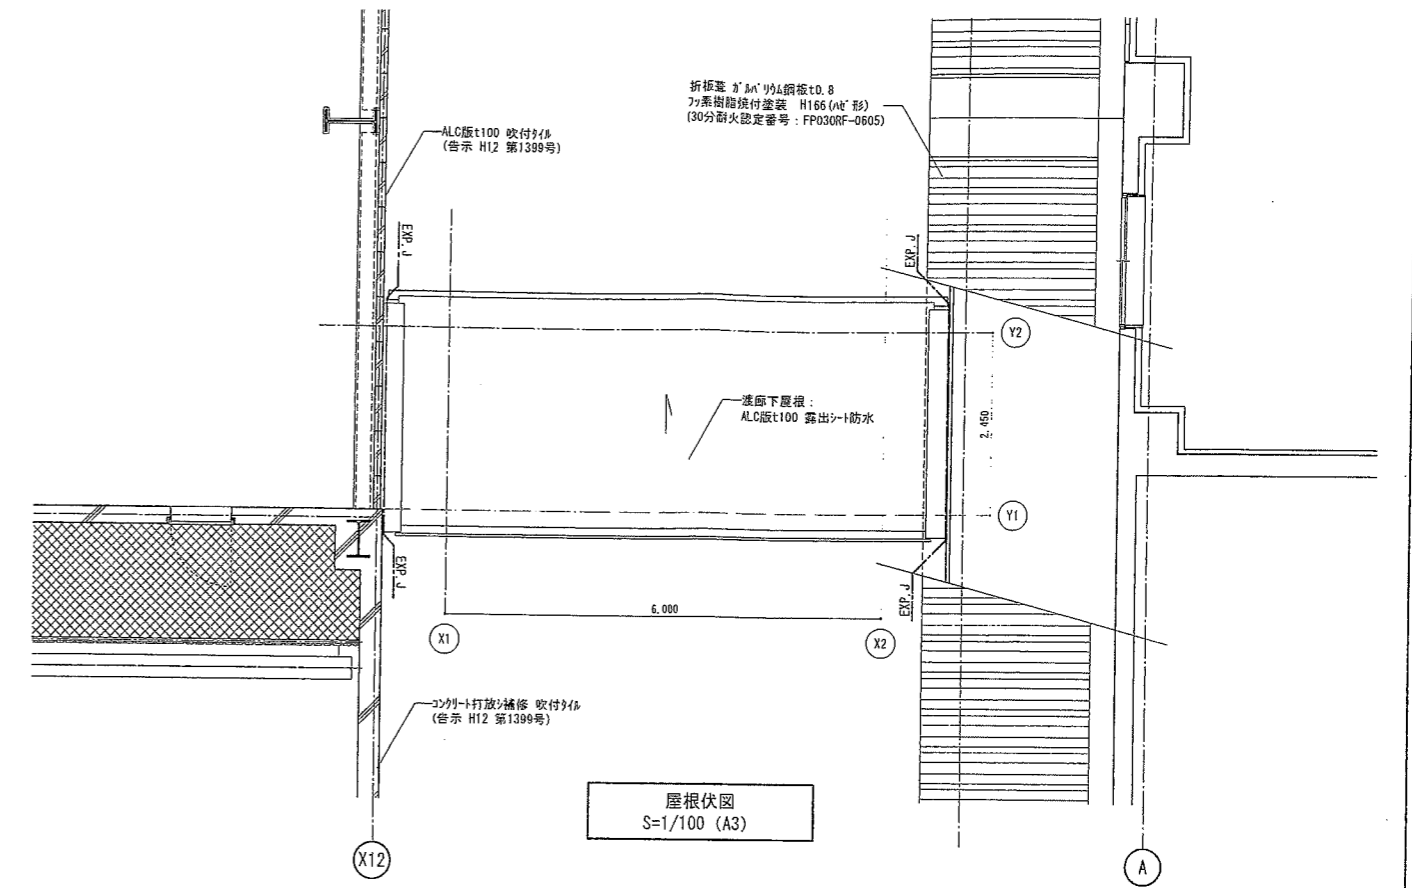 折板葺 ｶﾞﾙﾊﾞﾘｳﾑ鋼板t0.8
ﾌｯ素樹脂焼付塗装 H166(ﾊｾﾞ形)
(30分耐火認定番号：FP030RF-0605)
ALC版t100 吹付ﾀｲﾙ
(告示 H12 第1399号)
EXP.J
EXP.J
Y2
渡廊下屋根：
ALC版t100 露出ｼｰﾄ防水
2,450
Y1
EXP.J
EXP.J
6,000
X1
X2
ｺﾝｸﾘｰﾄ打放ｼ補修 吹付ﾀｲﾙ
(告示 H12 第1399号)
屋根伏図
S=1/100 (A3)
X12
A